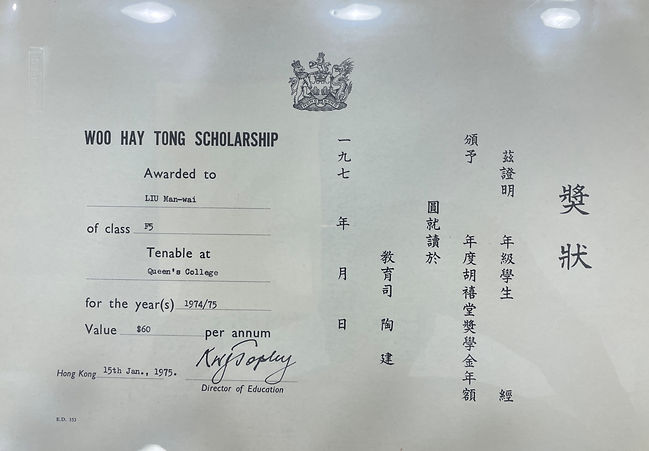 WOO HAY TONG SCHOLARSHIP
Awarded to
LIU Man-wai
of class F5
Tenable at
Queen's College
for the year(s) 1974/75
Value $60 per annum
Hong Kong 15th Jan., 1975.
Director of Education
E.D. 353
獎狀
茲證明 年級學生 經
頒予 年度胡禧堂獎學金年額
圓就讀於
教育司 陶建
一九七 年 月 日